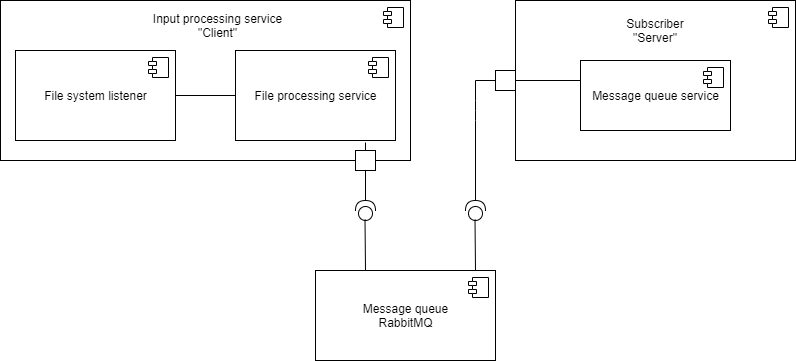 Input processing service
"Client"
File system listener
File processing service
Subscriber
"Server"
Message queue service
Message queue
RabbitMQ